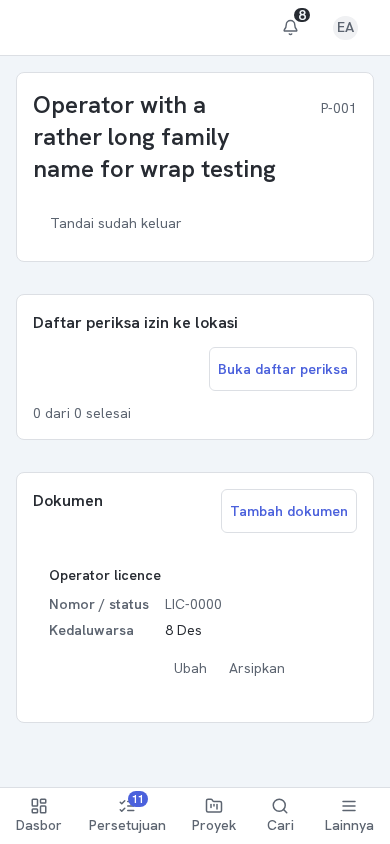 8
EA
Operator with a
rather long family
name for wrap testing
P-001
Tandai sudah keluar
Daftar periksa izin ke lokasi
Buka daftar periksa
0 dari 0 selesai
Dokumen
Tambah dokumen
Operator licence
Nomor / status LIC-0000
Kedaluwarsa 8 Des
Ubah Arsipkan
11
Dasbor Persetujuan Proyek Cari Lainnya